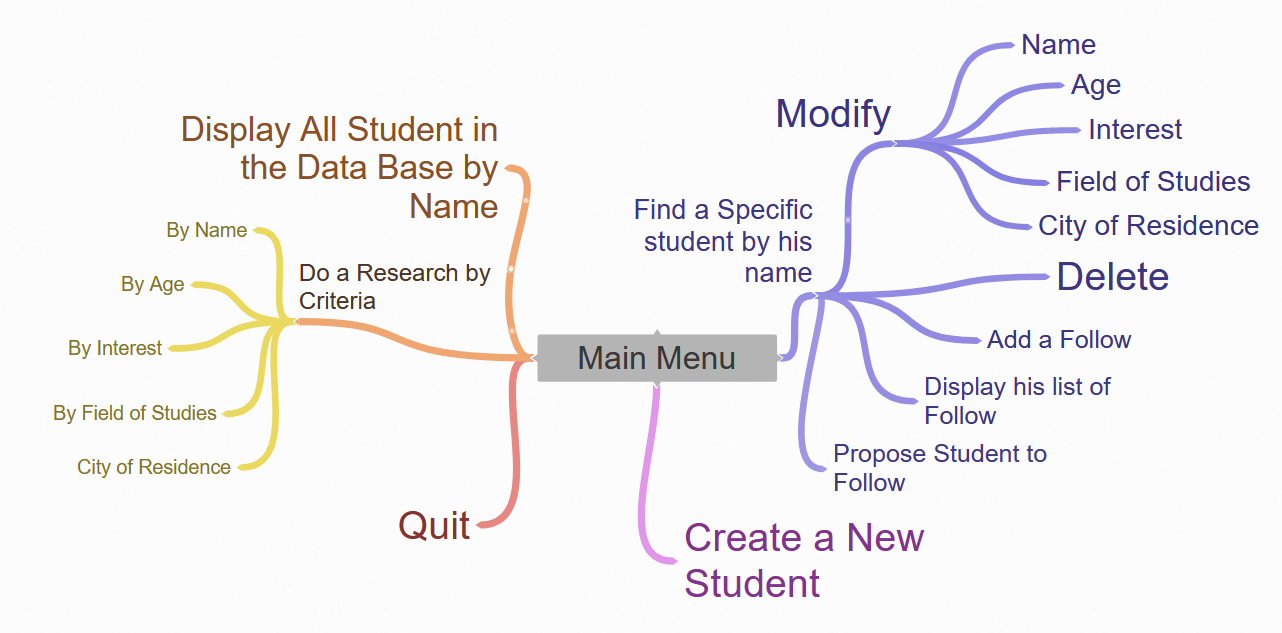 Display All Student in
the Data Base by
Name
By Name
By Age
Do a Research by
Criteria
By Interest
By Field of Studies
City of Residence
Quit
Main Menu
Create a New
Student
Find a Specific
student by his
name
Modify
Name
Age
Interest
Field of Studies
City of Residence
Delete
Add a Follow
Display his list of
Follow
Propose Student to
Follow